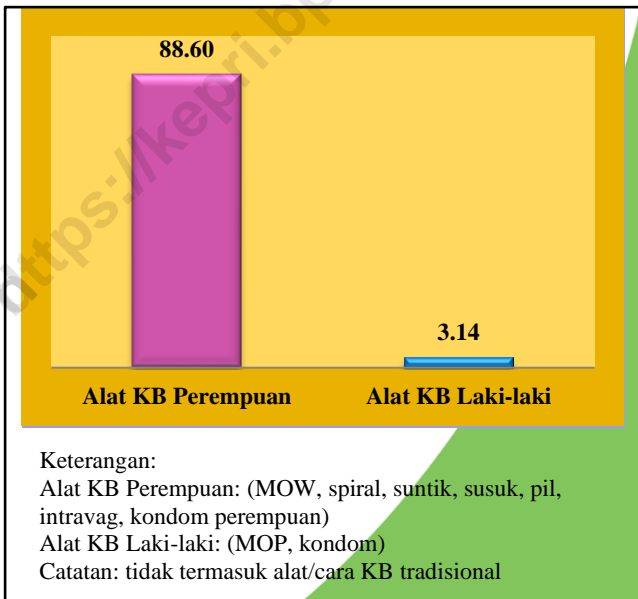 88.60
3.14
Alat KB Perempuan
Alat KB Laki-laki
Keterangan:
Alat KB Perempuan: (MOW, spiral, suntik, susuk, pil,
intravag, kondom perempuan)
Alat KB Laki-laki: (MOP, kondom)
Catatan: tidak termasuk alat/cara KB tradisional